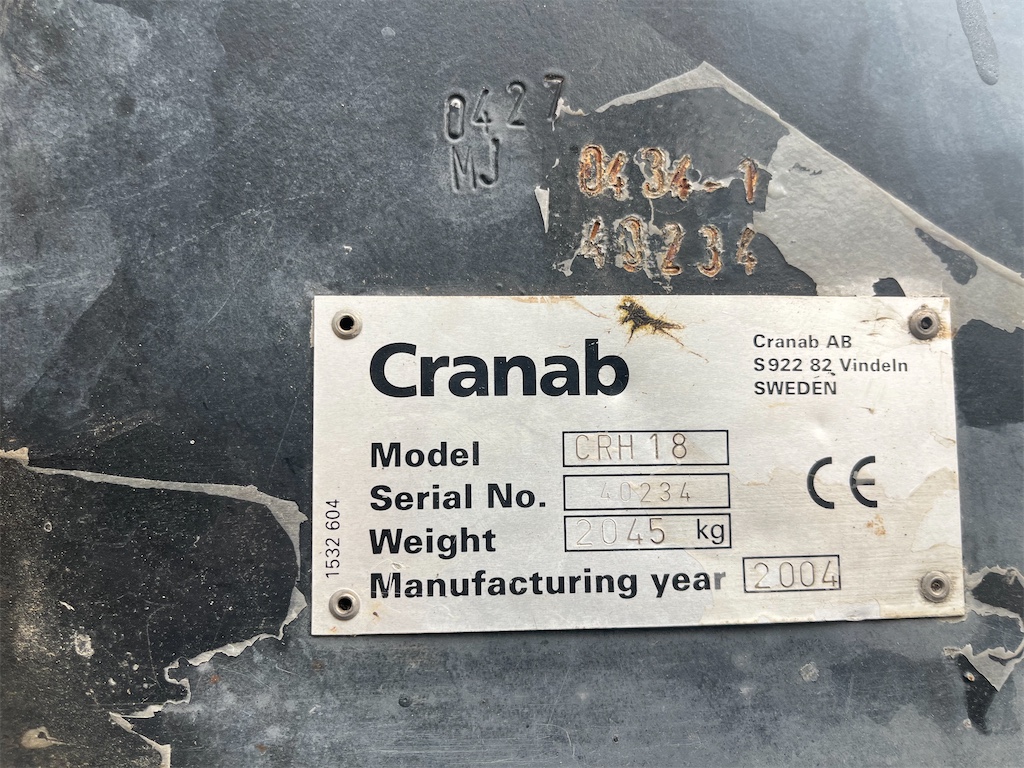 0427
MJ
0434-1
40234
Cranab
Cranab AB
S922 82 Vindeln
SWEDEN
Model CRH 18
Serial No. 40234
Weight 2045 kg
Manufacturing year 2004
CE
1532 604